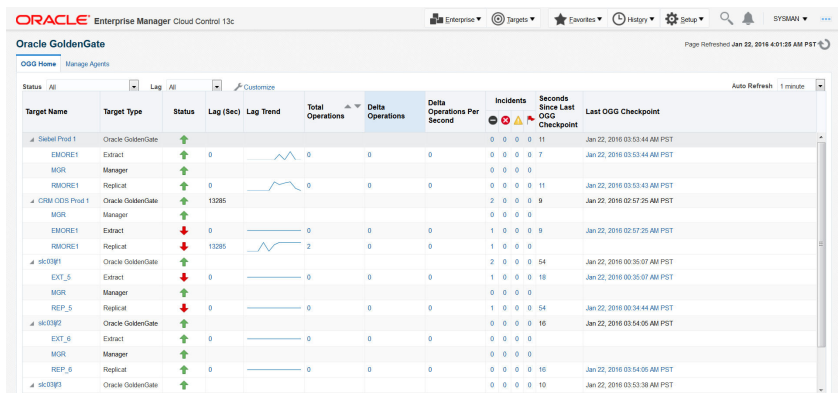 ORACLE Enterprise Manager Cloud Control 13c Enterprise Targets Favorites History Setup SYSMAN
Oracle GoldenGate Page Refreshed Jan 22, 2016 4:01:25 AM PST
OGG Home Manage Agents
Status All Lag All Customize Auto Refresh 1 minute
Target Name Target Type Status Lag (Sec) Lag Trend Total Operations Delta Operations Delta Operations Per Second Incidents Seconds Since Last OGG Checkpoint Last OGG Checkpoint
Siebel Prod 1 Oracle GoldenGate 0 0 0 0 11 Jan 22, 2016 03:53:44 AM PST
EMORE1 Extract 0 0 0 0 0 0 0 0 7 Jan 22, 2016 03:53:44 AM PST
MGR Manager 0 0 0 0
RMORE1 Replicat 0 0 0 0 0 0 0 0 11 Jan 22, 2016 03:53:43 AM PST
CRM ODS Prod 1 Oracle GoldenGate 13285 2 0 0 0 9 Jan 22, 2016 02:57:25 AM PST
MGR Manager 0 0 0 0
EMORE1 Extract 0 0 0 0 1 0 0 0 9 Jan 22, 2016 02:57:25 AM PST
RMORE1 Replicat 13285 2 0 0 1 0 0 0
slc03ljf1 Oracle GoldenGate 2 0 0 0 54 Jan 22, 2016 00:35:07 AM PST
EXT_5 Extract 0 0 0 0 1 0 0 0 18 Jan 22, 2016 00:35:07 AM PST
MGR Manager 0 0 0 0
REP_5 Replicat 0 0 0 0 1 0 0 0 54 Jan 22, 2016 00:34:44 AM PST
slc03ljf2 Oracle GoldenGate 0 0 0 0 16 Jan 22, 2016 03:54:05 AM PST
EXT_6 Extract 0 0 0 0 0 0 0 0
MGR Manager 0 0 0 0
REP_6 Replicat 0 0 0 0 0 0 0 0 16 Jan 22, 2016 03:54:05 AM PST
slc03ljf3 Oracle GoldenGate 0 0 0 0 10 Jan 22, 2016 03:53:38 AM PST